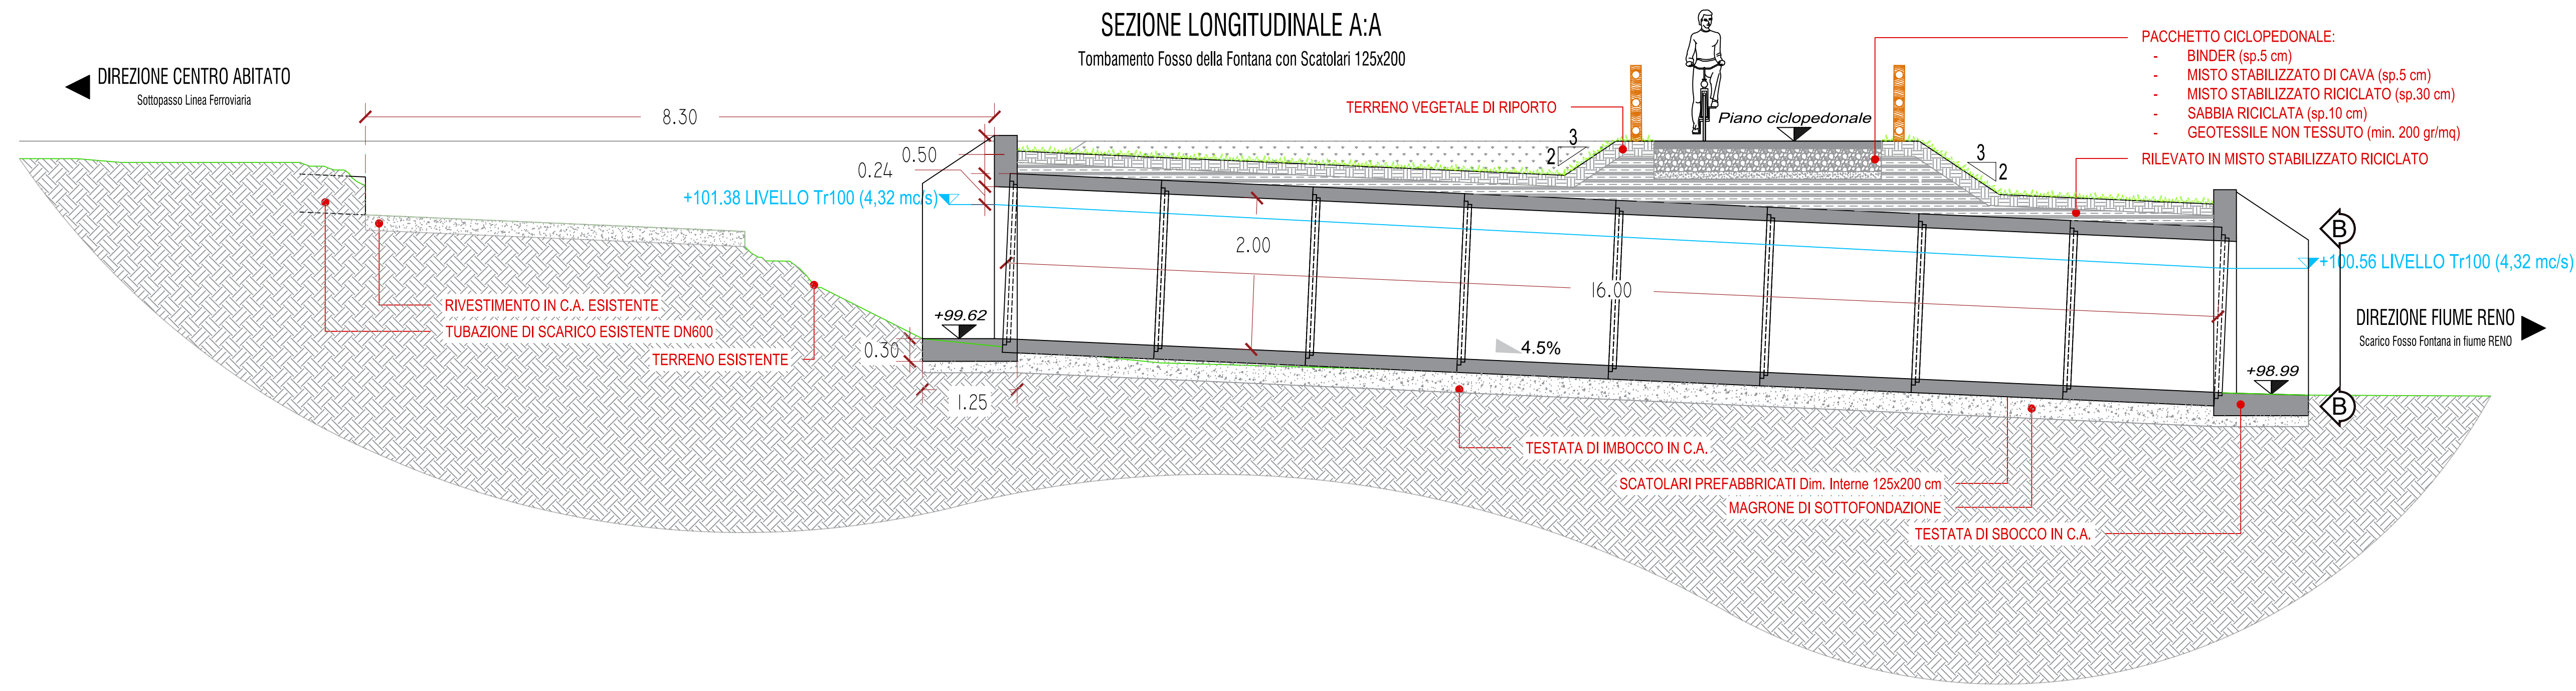 SEZIONE LONGITUDINALE A:A
Tombamento Fosso della Fontana con Scatolari 125x200
DIREZIONE CENTRO ABITATO
Sottopasso Linea Ferroviaria
PACCHETTO CICLOPEDONALE:
- BINDER (sp.5 cm)
- MISTO STABILIZZATO DI CAVA (sp.5 cm)
- MISTO STABILIZZATO RICICLATO (sp.30 cm)
- SABBIA RICICLATA (sp.10 cm)
- GEOTESSILE NON TESSUTO (min. 200 gr/mq)
RILEVATO IN MISTO STABILIZZATO RICICLATO
TERRENO VEGETALE DI RIPORTO
Piano ciclopedonale
8.30
3
2
3
2
0.50
0.24
+101.38 LIVELLO Tr100 (4,32 mc/s)
2.00
16.00
B
+100.56 LIVELLO Tr100 (4,32 mc/s)
RIVESTIMENTO IN C.A. ESISTENTE
TUBAZIONE DI SCARICO ESISTENTE DN600
TERRENO ESISTENTE
+99.62
0.30
1.25
4.5%
DIREZIONE FIUME RENO
Scarico Fosso Fontana in fiume RENO
+98.99
B
TESTATA DI IMBOCCO IN C.A.
SCATOLARI PREFABBRICATI Dim. Interne 125x200 cm
MAGRONE DI SOTTOFONDAZIONE
TESTATA DI SBOCCO IN C.A.